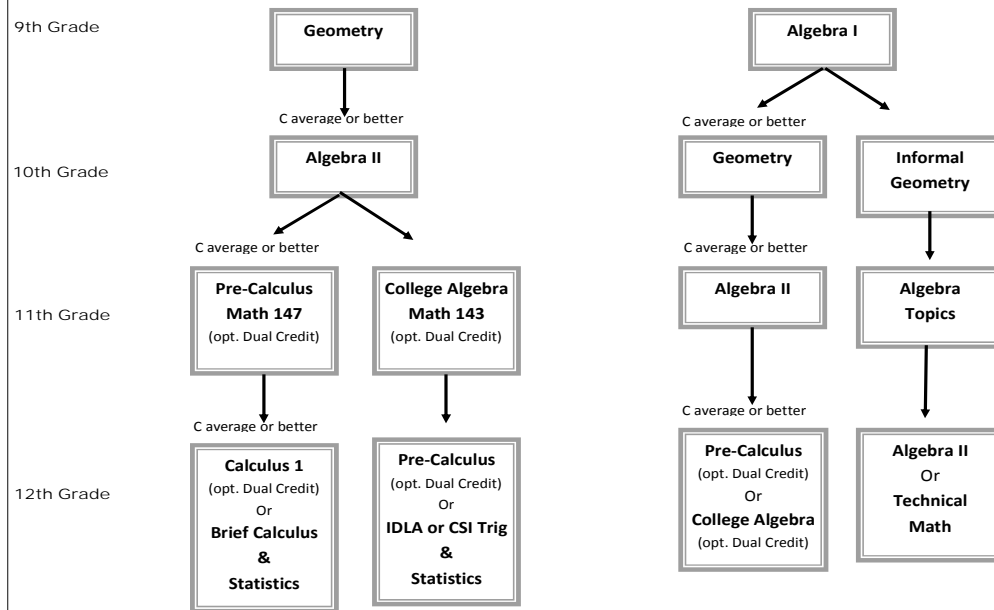 9th Grade
Geometry
Algebra I
C average or better
C average or better
10th Grade
Algebra II
Geometry
Informal
Geometry
C average or better
C average or better
11th Grade
Pre-Calculus
Math 147
(opt. Dual Credit)
College Algebra
Math 143
(opt. Dual Credit)
Algebra II
Algebra
Topics
C average or better
C average or better
12th Grade
Calculus 1
(opt. Dual Credit)
Or
Brief Calculus
&
Statistics
Pre-Calculus
(opt. Dual Credit)
Or
IDLA or CSI Trig
&
Statistics
Pre-Calculus
(opt. Dual Credit)
Or
College Algebra
(opt. Dual Credit)
Algebra II
Or
Technical
Math